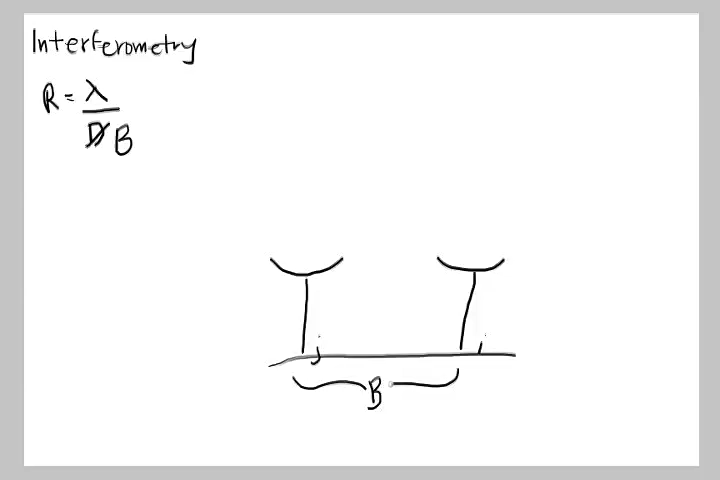 Interferometry
R = λ
D B
j i
B